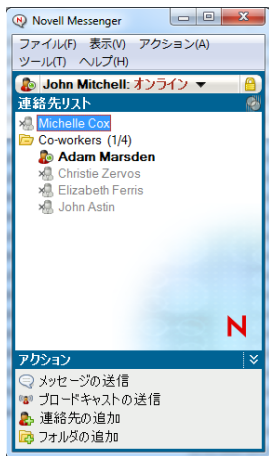 Novell Messenger
ファイル(F) 表示(V) アクション(A)
ツール(T) ヘルプ(H)
John Mitchell: オンライン
連絡先リスト
Michelle Cox
Co-workers (1/4)
Adam Marsden
Christie Zervos
Elizabeth Ferris
John Astin
N
アクション
メッセージの送信
ブロードキャストの送信
連絡先の追加
フォルダの追加